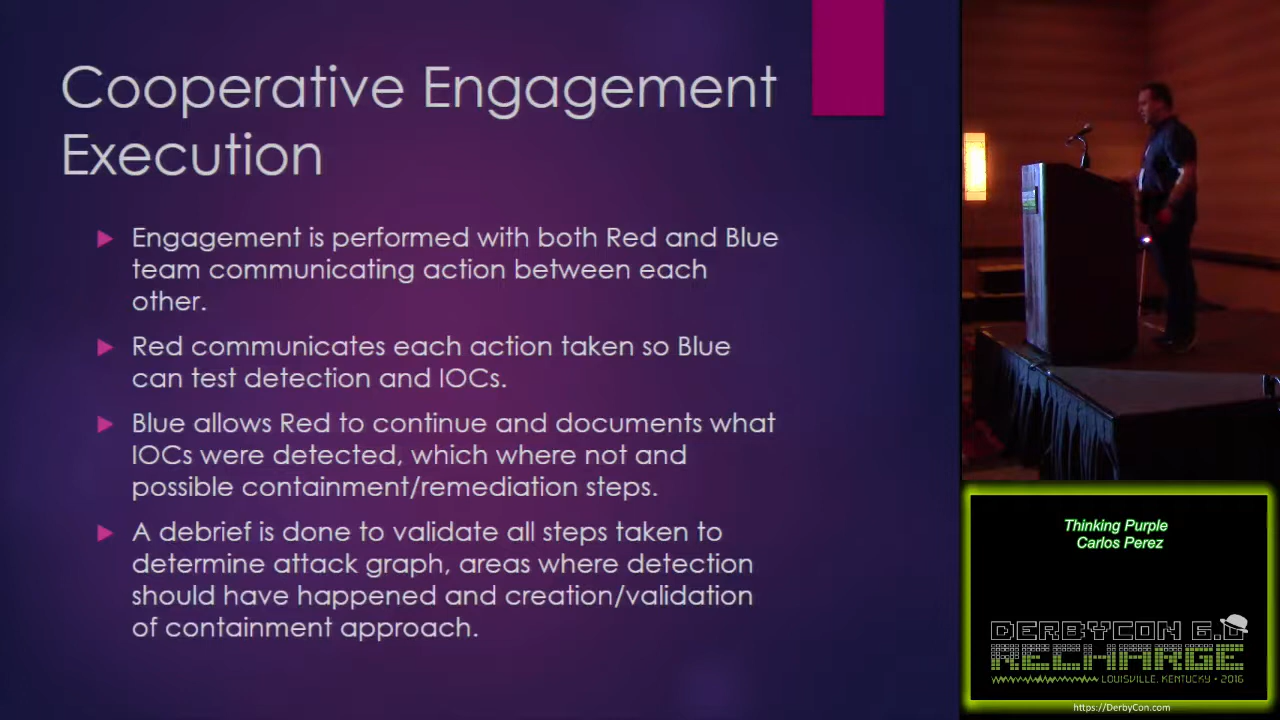 Cooperative Engagement
Execution
Engagement is performed with both Red and Blue
team communicating action between each
other.
Red communicates each action taken so Blue
can test detection and IOCs.
Blue allows Red to continue and documents what
IOCs were detected, which where not and
possible containment/remediation steps.
A debrief is done to validate all steps taken to
determine attack graph, areas where detection
should have happened and creation/validation
of containment approach.
Thinking Purple
Carlos Perez
DERBYCON 6.0
RECHARGE
LOUISVILLE, KENTUCKY • 2016
https://DerbyCon.com